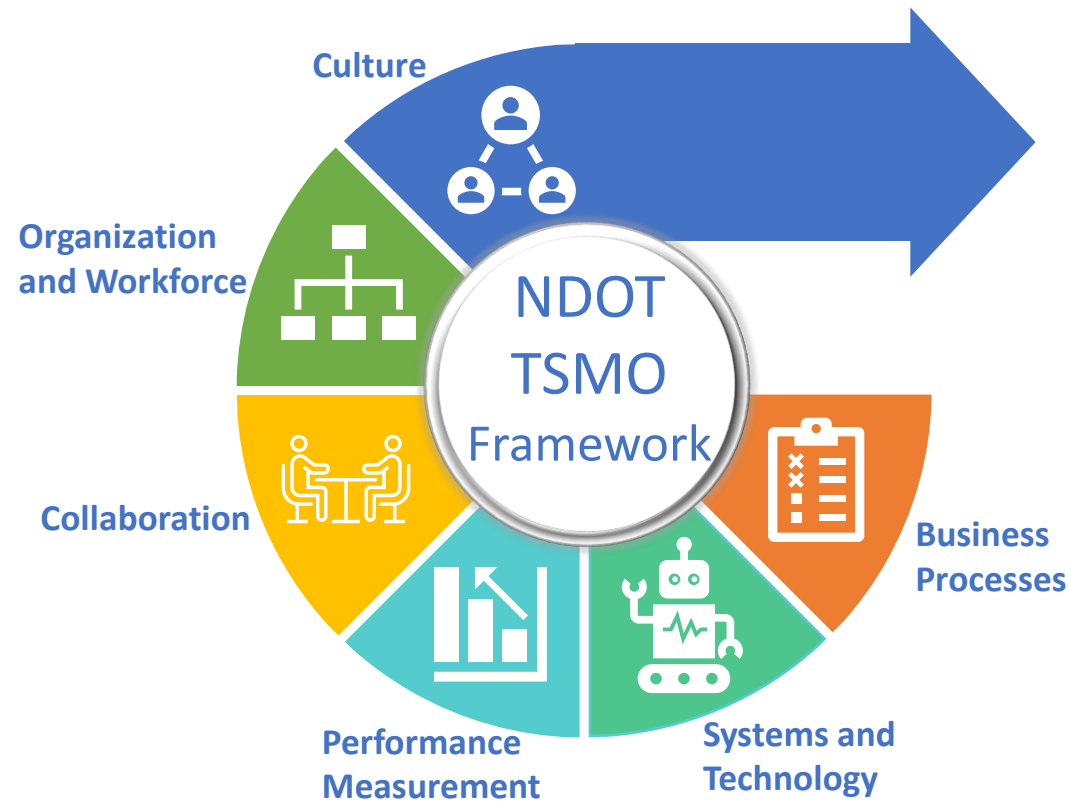 Culture
Organization
and Workforce
NDOT
TSMO
Framework
Collaboration
Business
Processes
Performance
Measurement
Systems and
Technology